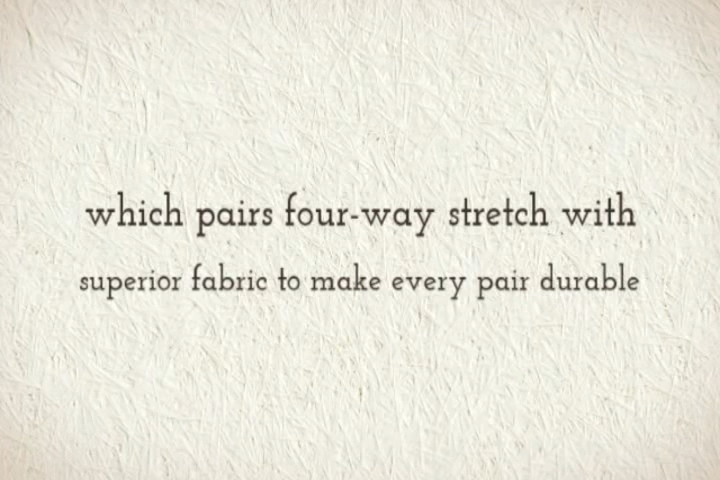 which pairs four-way stretch with
superior fabric to make every pair durable